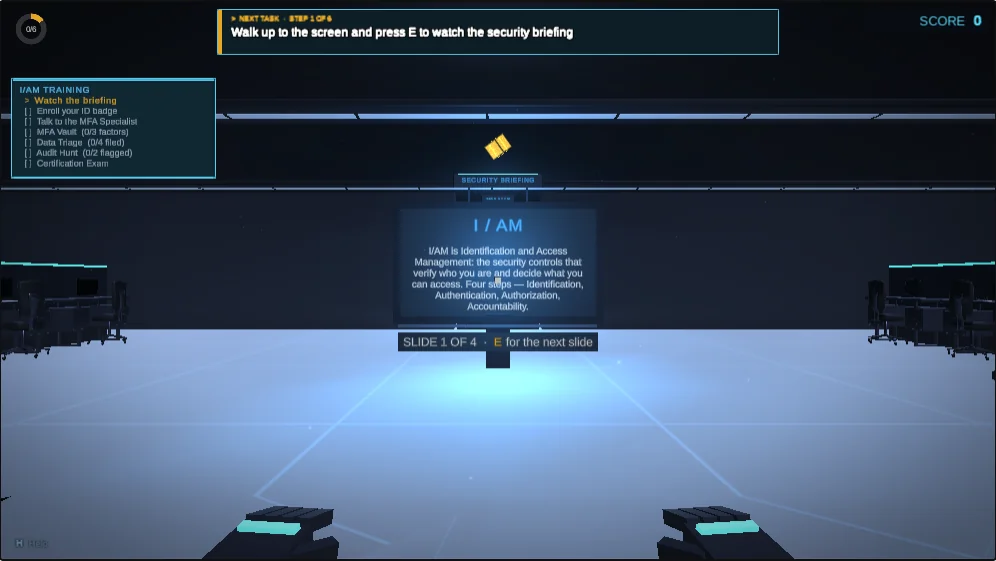 0/6
> NEXT TASK · STEP 1 OF 6
Walk up to the screen and press E to watch the security briefing
SCORE 0
I/AM TRAINING
> Watch the briefing
[ ] Enroll your ID badge
[ ] Talk to the MFA Specialist
[ ] MFA Vault (0/3 factors)
[ ] Data Triage (0/4 filed)
[ ] Audit Hunt (0/2 flagged)
[ ] Certification Exam
SECURITY BRIEFING
I / AM
I/AM is Identification and Access
Management: the security controls that
verify who you are and decide what you
can access. Four steps — Identification,
Authentication, Authorization,
Accountability.
SLIDE 1 OF 4 · E for the next slide